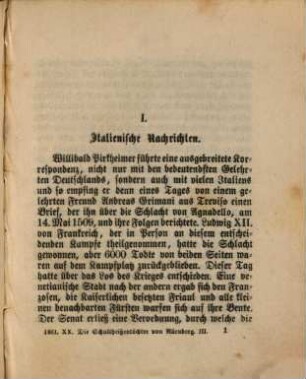 I.
Italienische Nachrichten.
Willibald Pirkheimer führte eine ausgebreitete Kor-
respondenz, nicht nur mit den bedeutendsten Gelehr-
ten Deutschlands, sondern auch mit vielen Italiens
und so empfing er denn eines Tages von einem ge-
lehrten Freund Andreas Grimani aus Treviso einen
Brief, der ihn über die Schlacht von Agnadello, am
14. Mai 1509, und ihre Folgen berichtete. Ludwig XII.
von Frankreich, der in Person an diesem entschei-
denden Kampfe theilgenommen, hatte die Schlacht
gewonnen, aber 6000 Todte von beiden Seiten wa-
ren auf dem Kampfplatz zurückgeblieben. Dieser Tag
hatte über das Loos des Krieges entschieden. Eine ve-
netianische Stadt nach der andern ergab sich den Fran-
zosen, die Kaiserlichen besetzten Friaul und alle klei-
nen benachbarten Fürsten warfen sich auf ihre Beute.
Der Senat erließ eine Verordnung, durch welche die
1861. XX. Die Schultheißentöchter von Nürnberg. III. 1